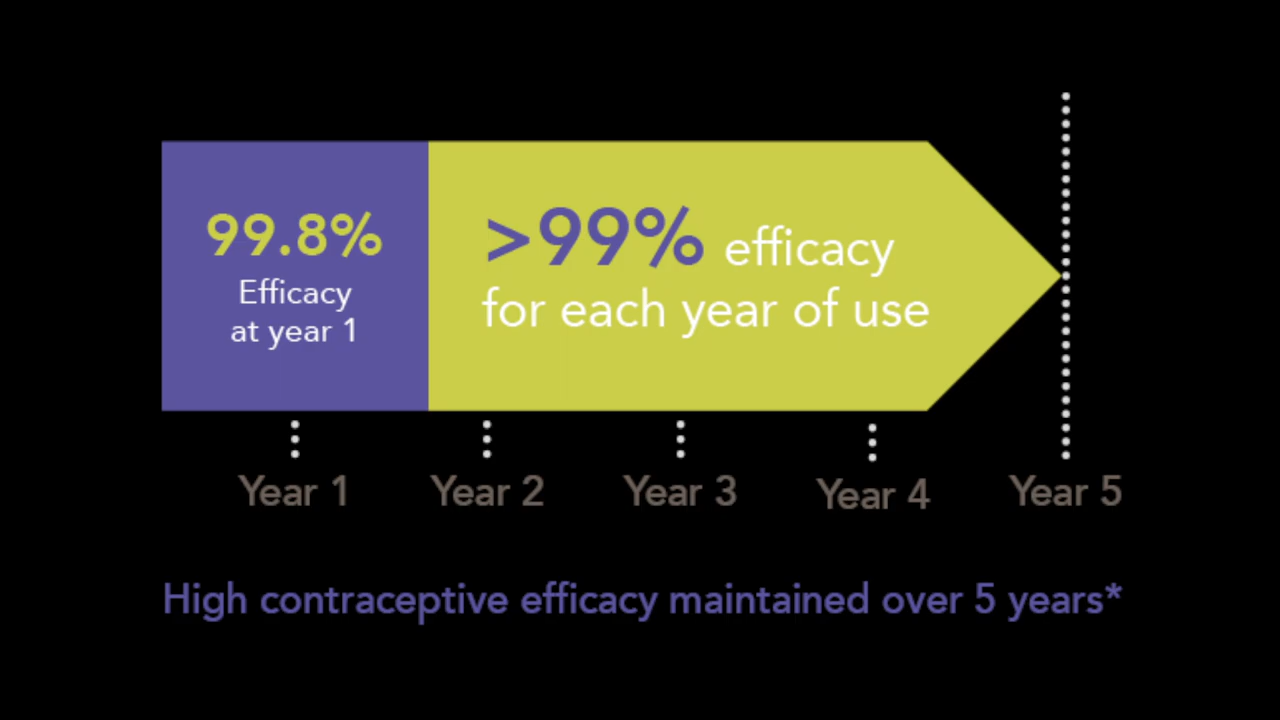 99.8%
Efficacy
at year 1
>99% efficacy
for each year of use
Year 1 Year 2 Year 3 Year 4 Year 5
High contraceptive efficacy maintained over 5 years*